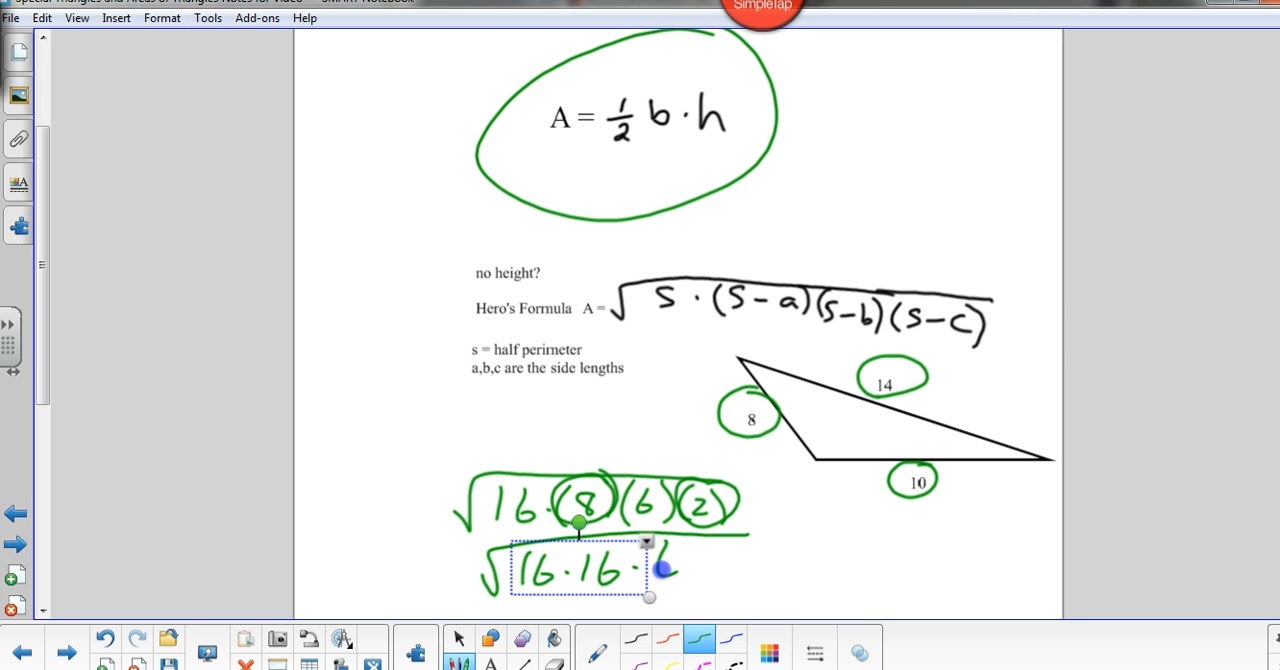 SimpleTap
File Edit View Insert Format Tools Add-ons Help
A = 1/2 b · h
no height?
Hero's Formula A = √s · (s - a)(s - b)(s - c)
s = half perimeter
a,b,c are the side lengths
14
8
10
√16 · (8)(6)(2)
√16 · 16 · 6
A